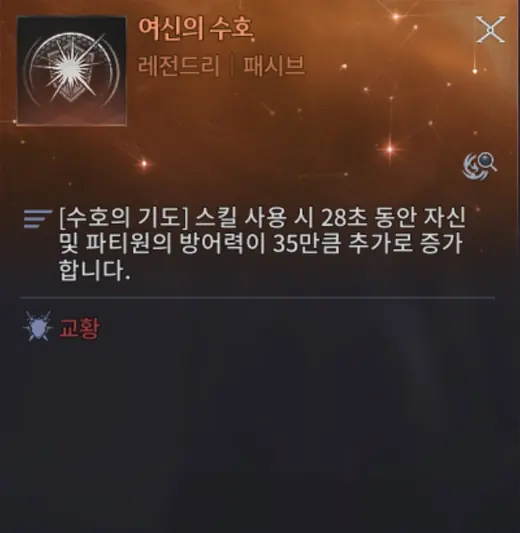 여신의 수호
레전드리 | 패시브
[수호의 기도] 스킬 사용 시 28초 동안 자신
및 파티원의 방어력이 35만큼 추가로 증가
합니다.
교황